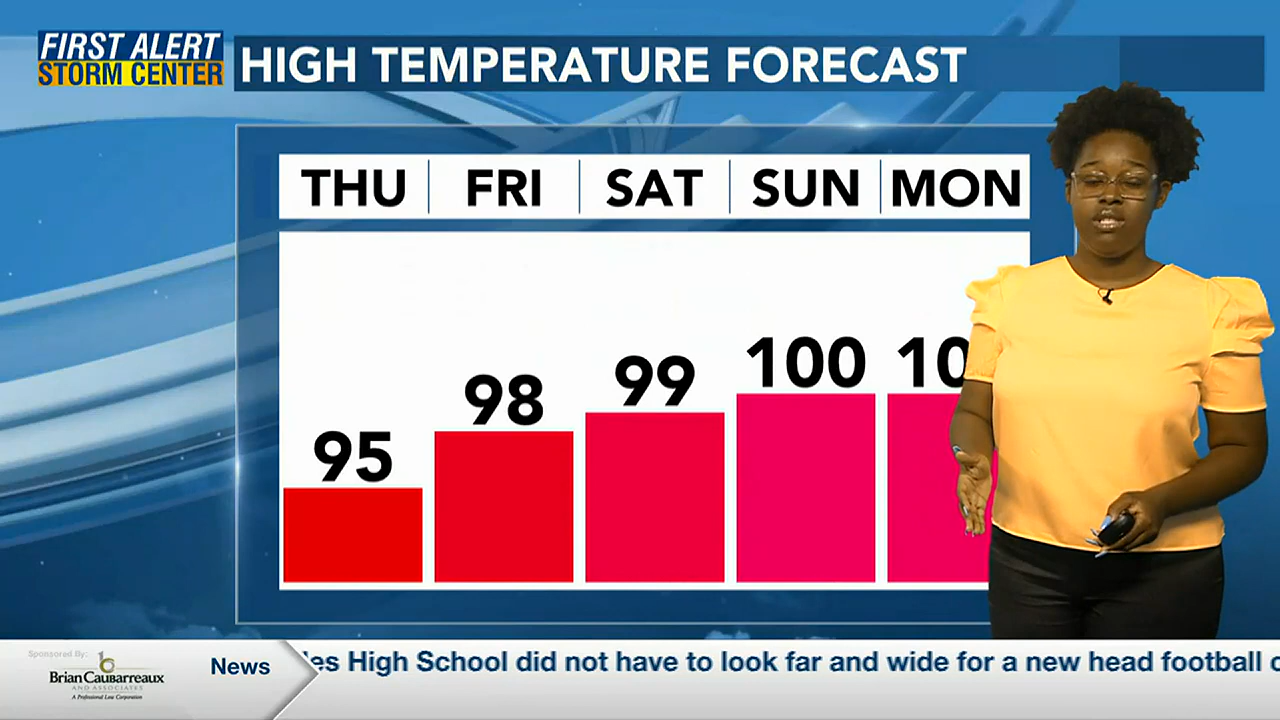 FIRST ALERT
STORM CENTER
HIGH TEMPERATURE FORECAST
THU FRI SAT SUN MON
95 98 99 100 10
Sponsored By:
Brian Caubarreaux
AND ASSOCIATES
A Professional Law Corporation
News
les High School did not have to look far and wide for a new head football